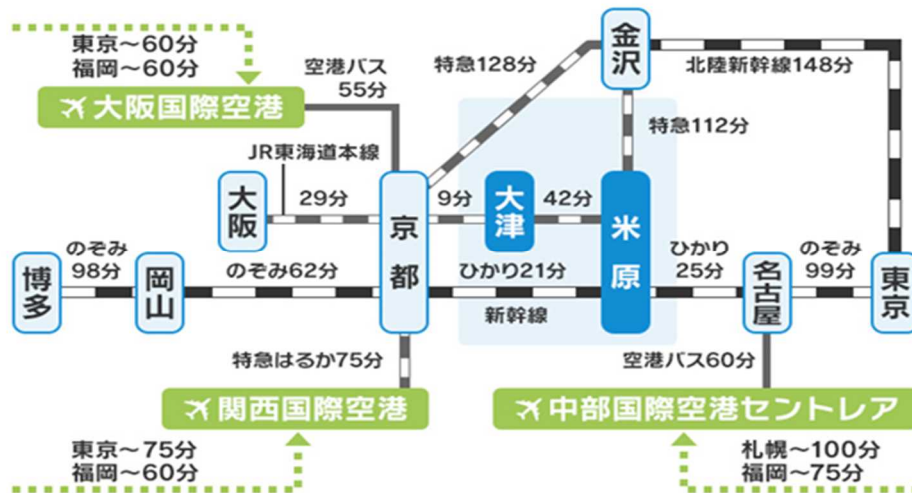 東京～60分
福岡～60分
大阪国際空港
空港バス
55分
特急128分
金沢
北陸新幹線148分
特急112分
JR東海道本線
大阪
29分
京都
9分
大津
42分
米原
博多
のぞみ
98分
岡山
のぞみ62分
ひかり21分
新幹線
ひかり
25分
名古屋
のぞみ
99分
東京
特急はるか75分
空港バス60分
関西国際空港
中部国際空港セントレア
東京～75分
福岡～60分
札幌～100分
福岡～75分